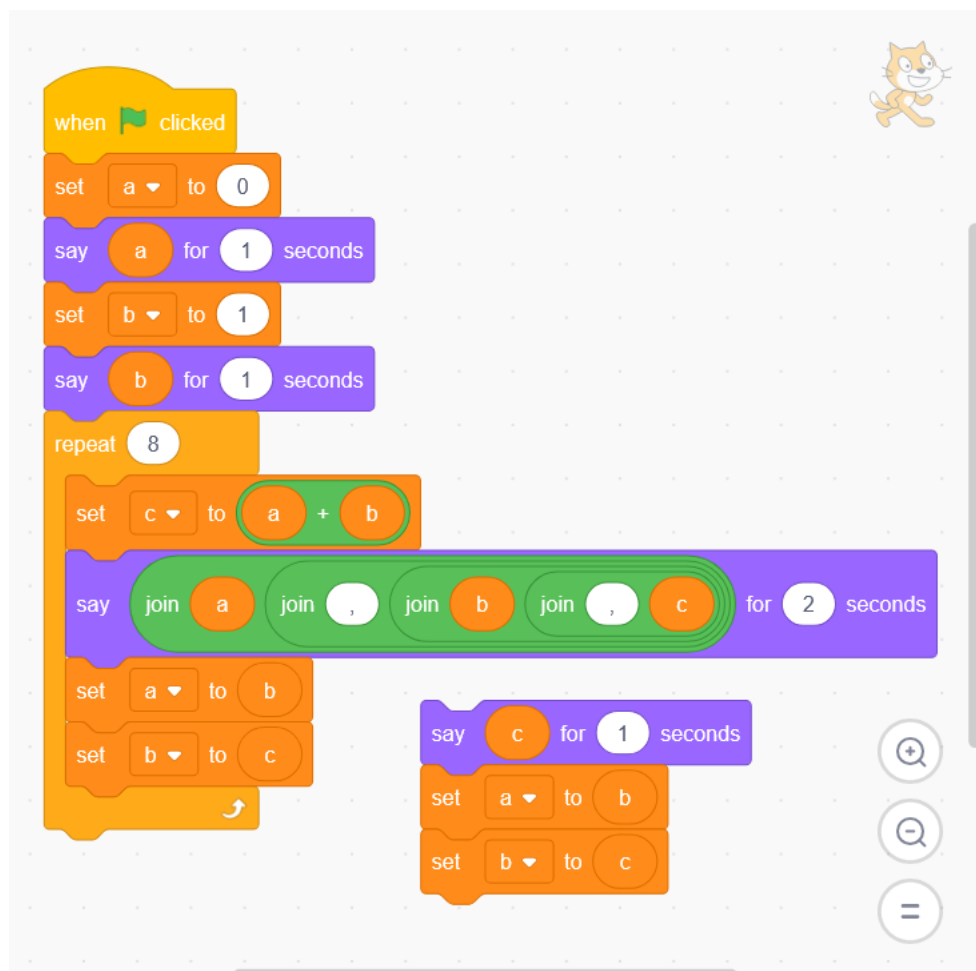 when clicked
set a to 0
say a for 1 seconds
set b to 1
say b for 1 seconds
repeat 8
set c to a + b
say join a join , join b join , c for 2 seconds
set a to b
set b to c
say c for 1 seconds
set a to b
set b to c